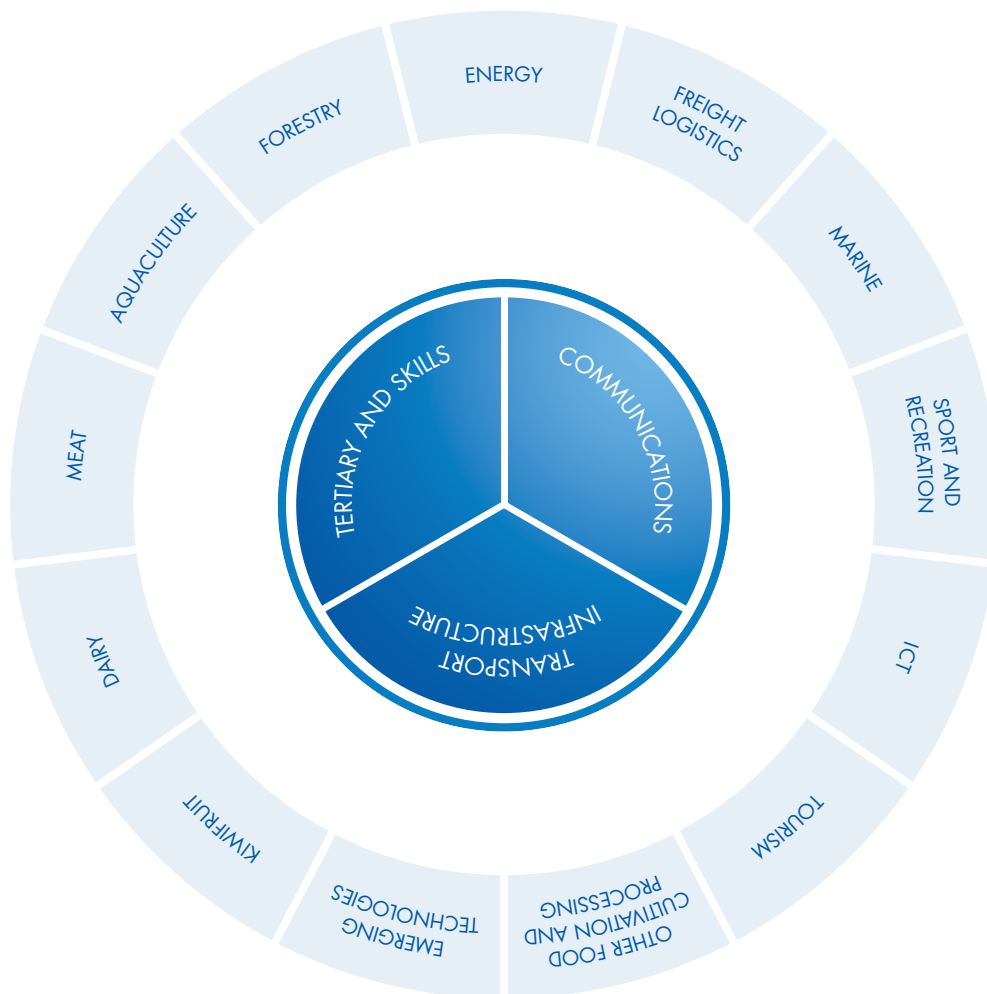 ENERGY
FREIGHT
LOGISTICS
MARINE
SPORT AND
RECREATION
ICT
TOURISM
OTHER FOOD
CULTIVATION AND
PROCESSING
EMERGING
TECHNOLOGIES
KIWIFRUIT
DAIRY
MEAT
AQUACULTURE
FORESTRY
TERTIARY AND SKILLS
COMMUNICATIONS
TRANSPORT
INFRASTRUCTURE